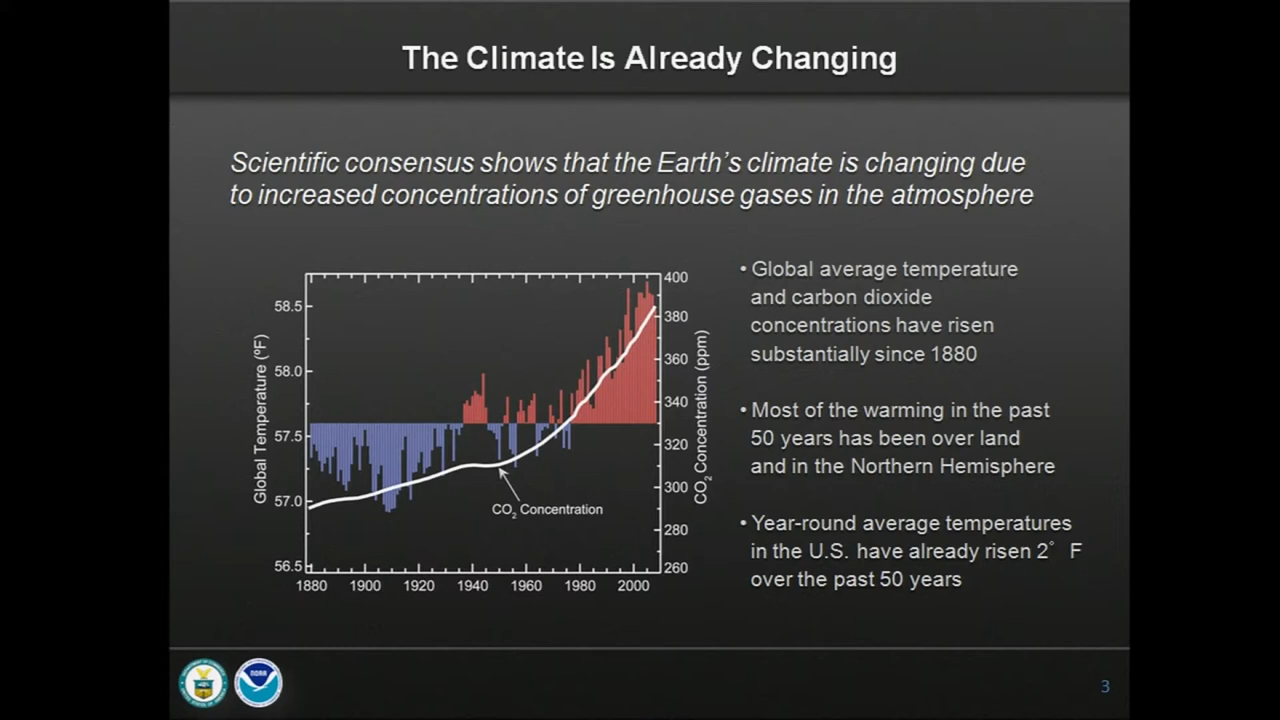 The Climate Is Already Changing
Scientific consensus shows that the Earth's climate is changing due
to increased concentrations of greenhouse gases in the atmosphere
Global Temperature (ºF)
58.5
58.0
57.5
57.0
56.5
1880
1900
1920
1940
1960
1980
2000
400
380
360
340
320
300
280
260
CO2 Concentration (ppm)
CO2 Concentration
• Global average temperature
and carbon dioxide
concentrations have risen
substantially since 1880
• Most of the warming in the past
50 years has been over land
and in the Northern Hemisphere
• Year-round average temperatures
in the U.S. have already risen 2° F
over the past 50 years
NOAA
3